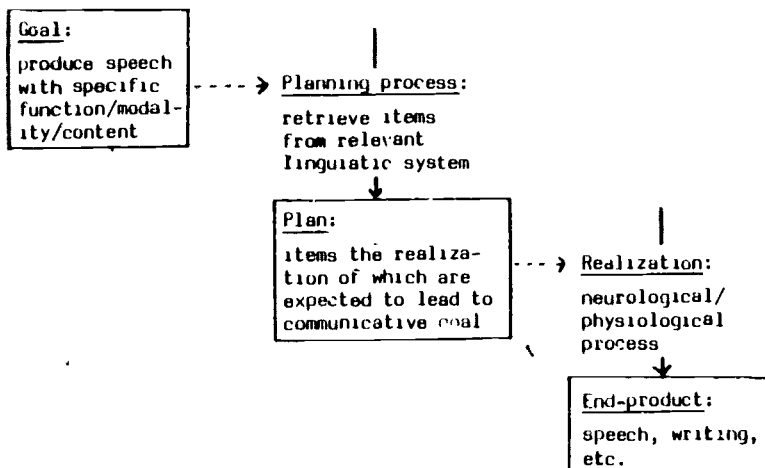 Goal:
produce speech
with specific
function/modal-
ity/content
Planning process:
retrieve items
from relevant
linguiatic system
Plan:
items the realiza-
tion of which are
expected to lead to
communicative goal
Realization:
neurological/
physiological
process
End-product:
speech, writing,
etc.